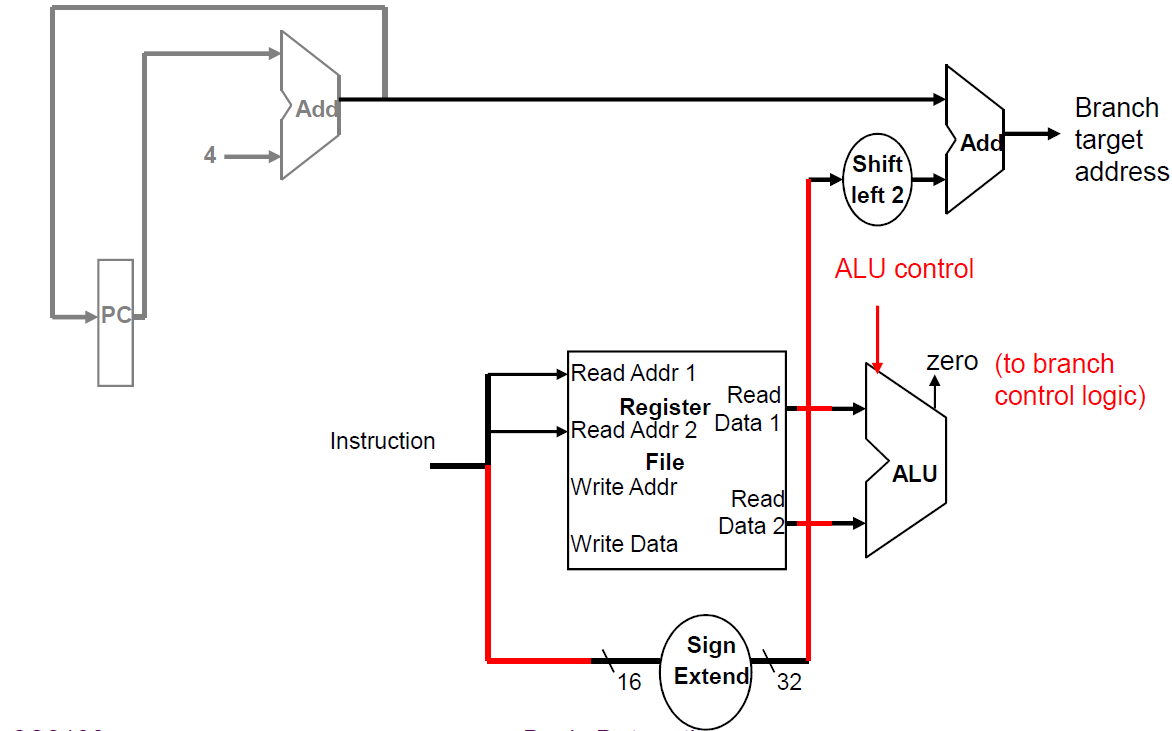 Add
4
PC
Branch
target
address
Add
Shift
left 2
ALU control
zero
(to branch
control logic)
Instruction
Read Addr 1
Register
Read Addr 2
File
Write Addr
Write Data
Read
Data 1
Read
Data 2
ALU
Sign
Extend
16
32